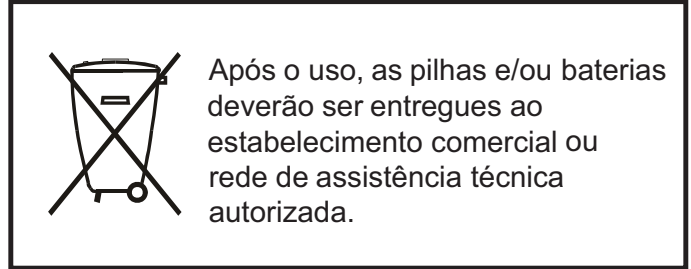 Após o uso, as pilhas e/ou baterias
deverão ser entregues ao
estabelecimento comercial ou
rede de assistência técnica
autorizada.